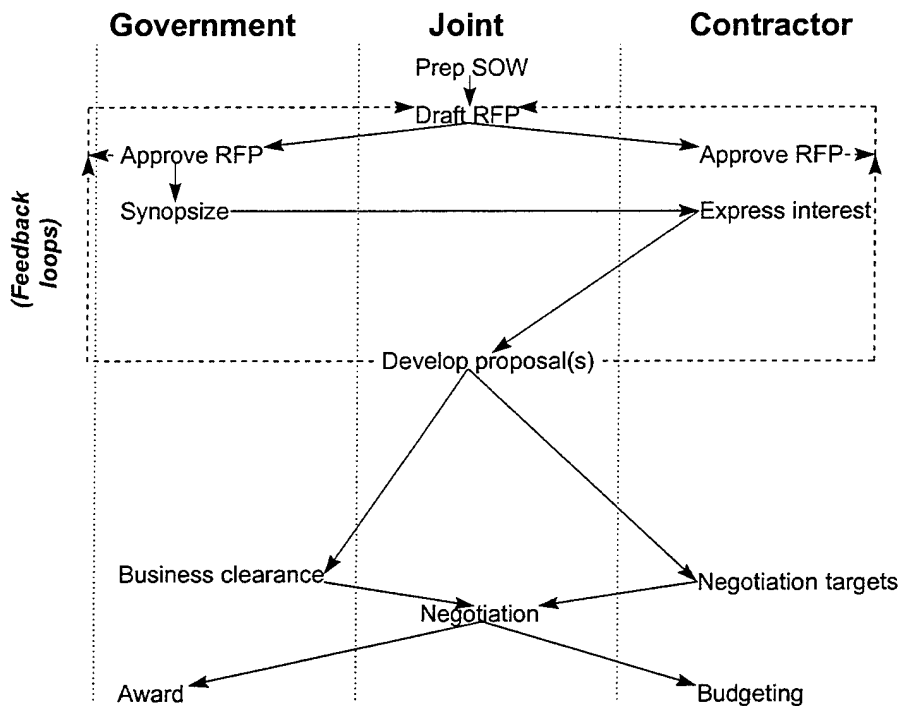 Government Joint Contractor
Prep SOW
Draft RFP
Approve RFP Approve RFP
Synopsize Express interest
(Feedback
loops)
Develop proposal(s)
Business clearance Negotiation targets
Negotiation
Award Budgeting